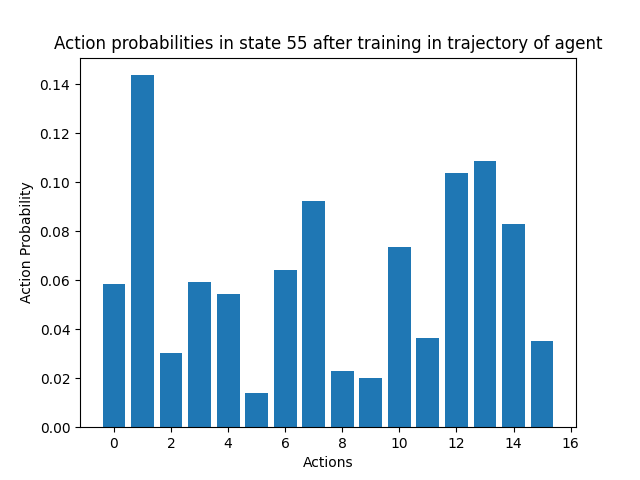 Action probabilities in state 55 after training in trajectory of agent
0.14
0.12
0.10
0.08
0.06
0.04
0.02
0.00
Action Probability
0 2 4 6 8 10 12 14 16
Actions